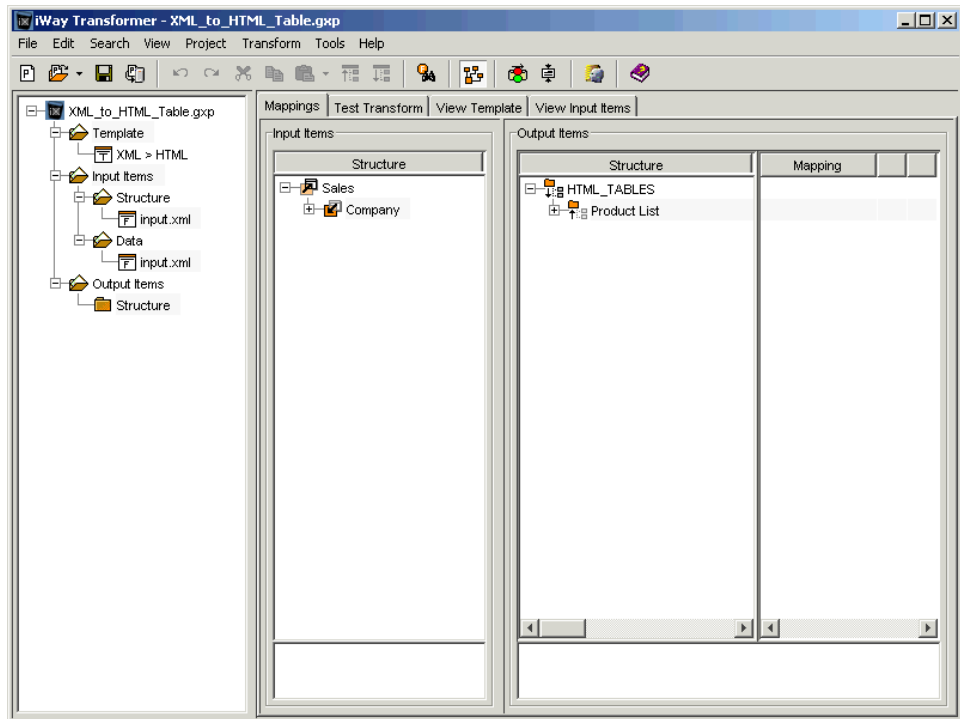 iWay Transformer - XML_to_HTML_Table.gxp
File Edit Search View Project Transform Tools Help
XML_to_HTML_Table.gxp
Template
XML > HTML
Input Items
Structure
input.xml
Data
input.xml
Output Items
Structure
Mappings Test Transform View Template View Input Items
Input Items
Structure
Sales
Company
Output Items
Structure Mapping
HTML_TABLES
Product List